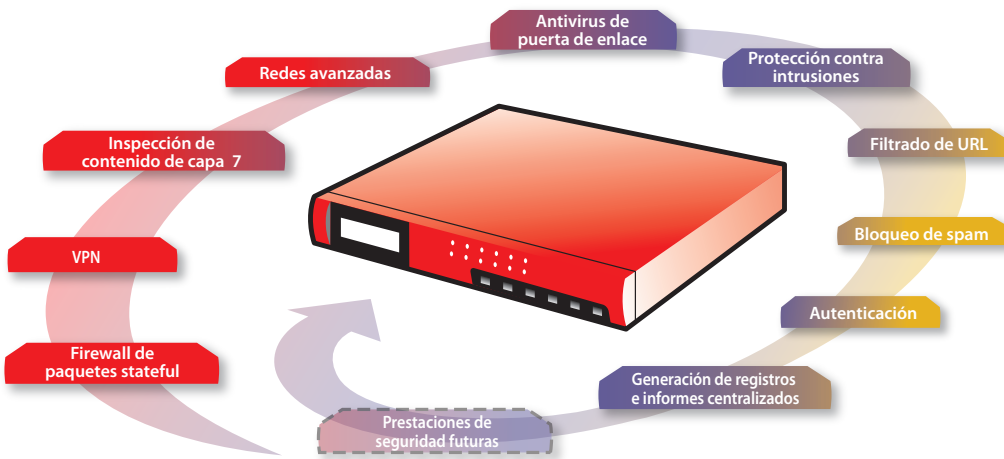 Antivirus de
puerta de enlace
Protección contra
intrusiones
Redes avanzadas
Inspección de
contenido de capa 7
Filtrado de URL
VPN
Bloqueo de spam
Autenticación
Firewall de
paquetes stateful
Generación de registros
e informes centralizados
Prestaciones de
seguridad futuras